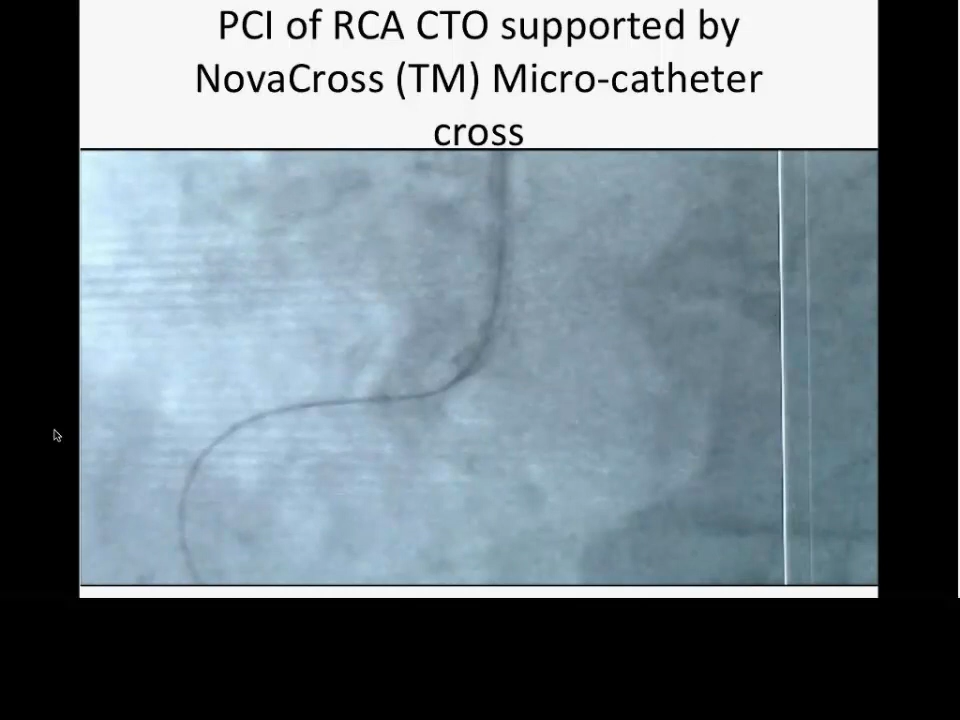 PCI of RCA CTO supported by
NovaCross (TM) Micro-catheter
cross